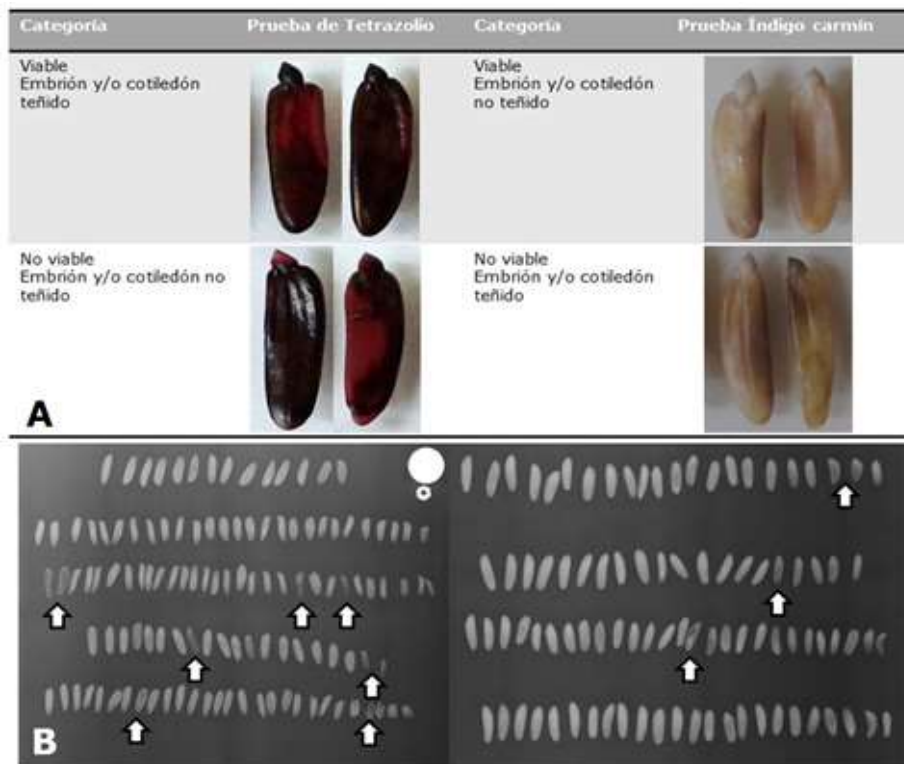 Categoría Prueba de Tetrazolio Categoría Prueba Índigo carmín
Viable
Embrión y/o cotiledón
teñido
Viable
Embrión y/o cotiledón
no teñido
No viable
Embrión y/o cotiledón no
teñido
No viable
Embrión y/o cotiledón
teñido
A
B